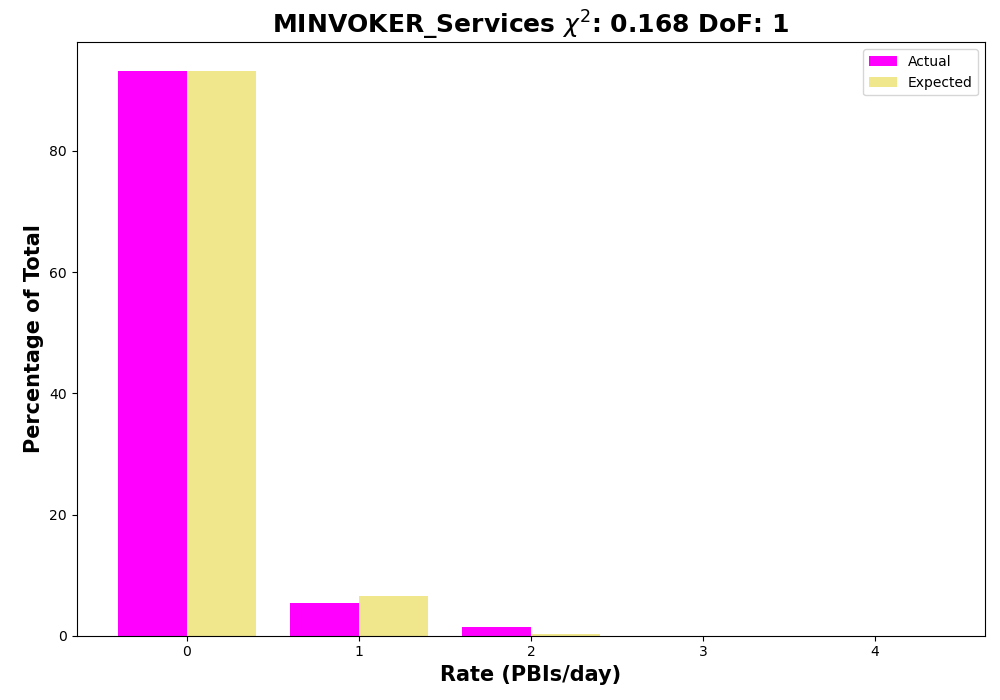 MINVOKER_Services χ²: 0.168 DoF: 1
Actual
Expected
Percentage of Total
80
60
40
20
0
0 1 2 3 4
Rate (PBIs/day)